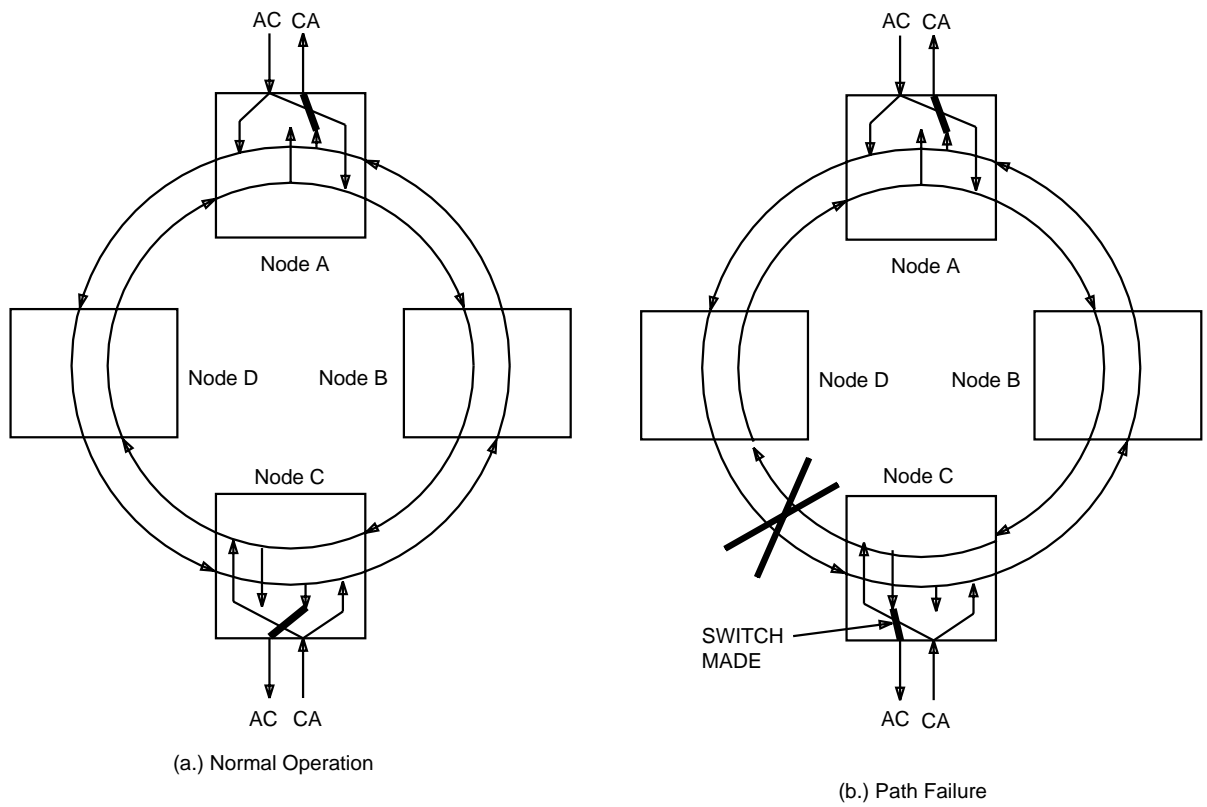 AC CA
Node A
Node D
Node B
Node C
AC CA
(a.) Normal Operation
AC CA
Node A
Node D
Node B
Node C
SWITCH
MADE
AC CA
(b.) Path Failure